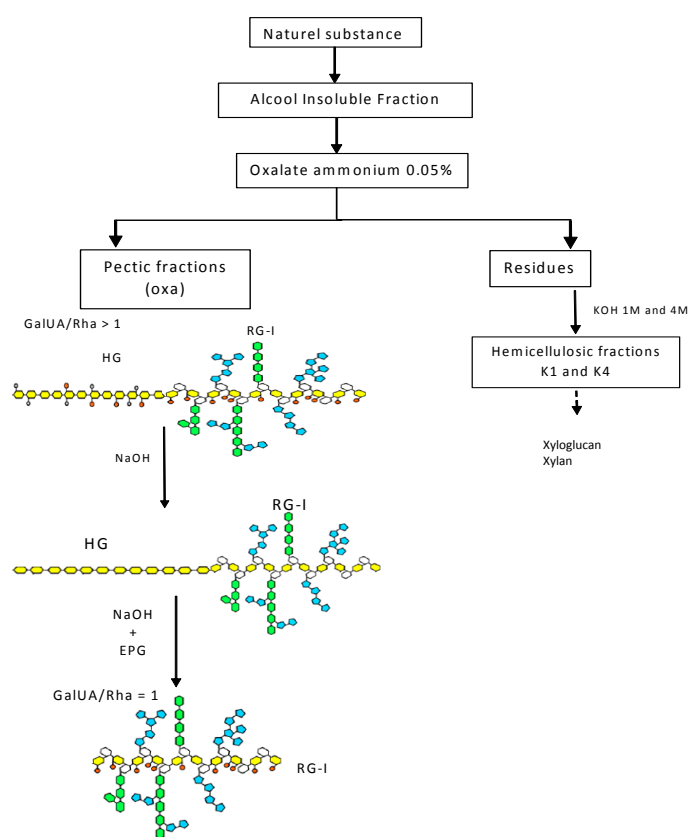 Naturel substance
Alcool Insoluble Fraction
Oxalate ammonium 0.05%
Pectic fractions
(oxa)
Residues
KOH 1M and 4M
GalUA/Rha > 1
RG-I
HG
Hemicellulosic fractions
K1 and K4
Xyloglucan
Xylan
NaOH
RG-I
HG
NaOH
+
EPG
GalUA/Rha = 1
RG-I